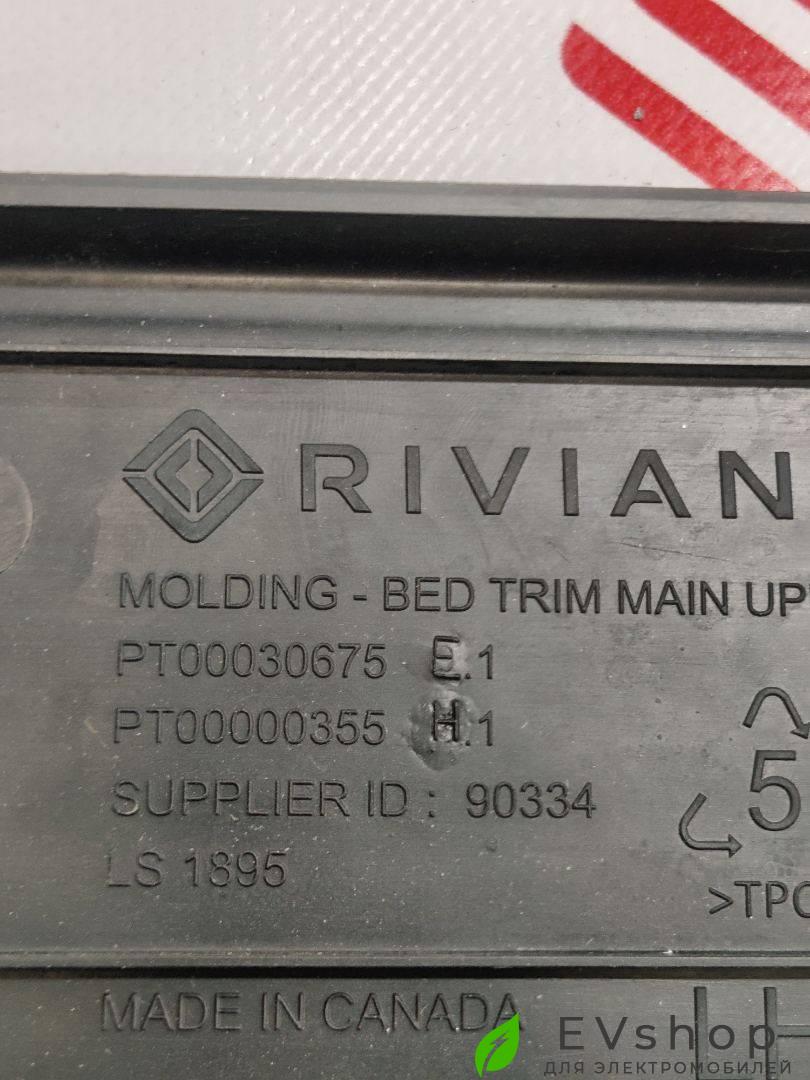 RIVIAN
MOLDING - BED TRIM MAIN UP
PT00030675 E.1
PT00000355 H.1
5
SUPPLIER ID : 90334
LS 1895
>TPO
MADE IN CANADA
EVshop
ДЛЯ ЭЛЕКТРОМОБИЛЕЙ